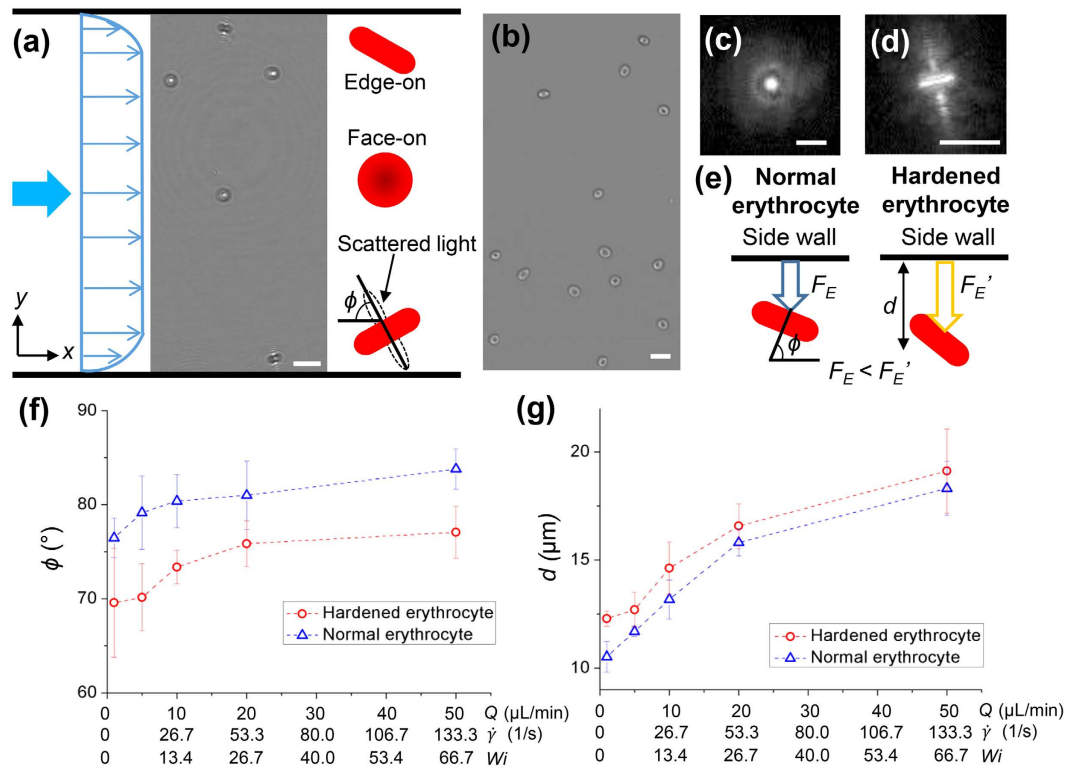 (a)
Edge-on
Face-on
Scattered light
ϕ
y
x
(b)
(c)
(d)
(e)
Normal
erythrocyte
Side wall
F_E
ϕ
Hardened
erythrocyte
Side wall
F_E'
d
F_E < F_E'
(f)
90
80
70
60
ϕ (°)
Hardened erythrocyte
Normal erythrocyte
0 10 20 30 40 50 Q (μL/min)
0 26.7 53.3 80.0 106.7 133.3 γ̇ (1/s)
0 13.4 26.7 40.0 53.4 66.7 Wi
(g)
20
15
10
d (μm)
Hardened erythrocyte
Normal erythrocyte
0 10 20 30 40 50 Q (μL/min)
0 26.7 53.3 80.0 106.7 133.3 γ̇ (1/s)
0 13.4 26.7 40.0 53.4 66.7 Wi